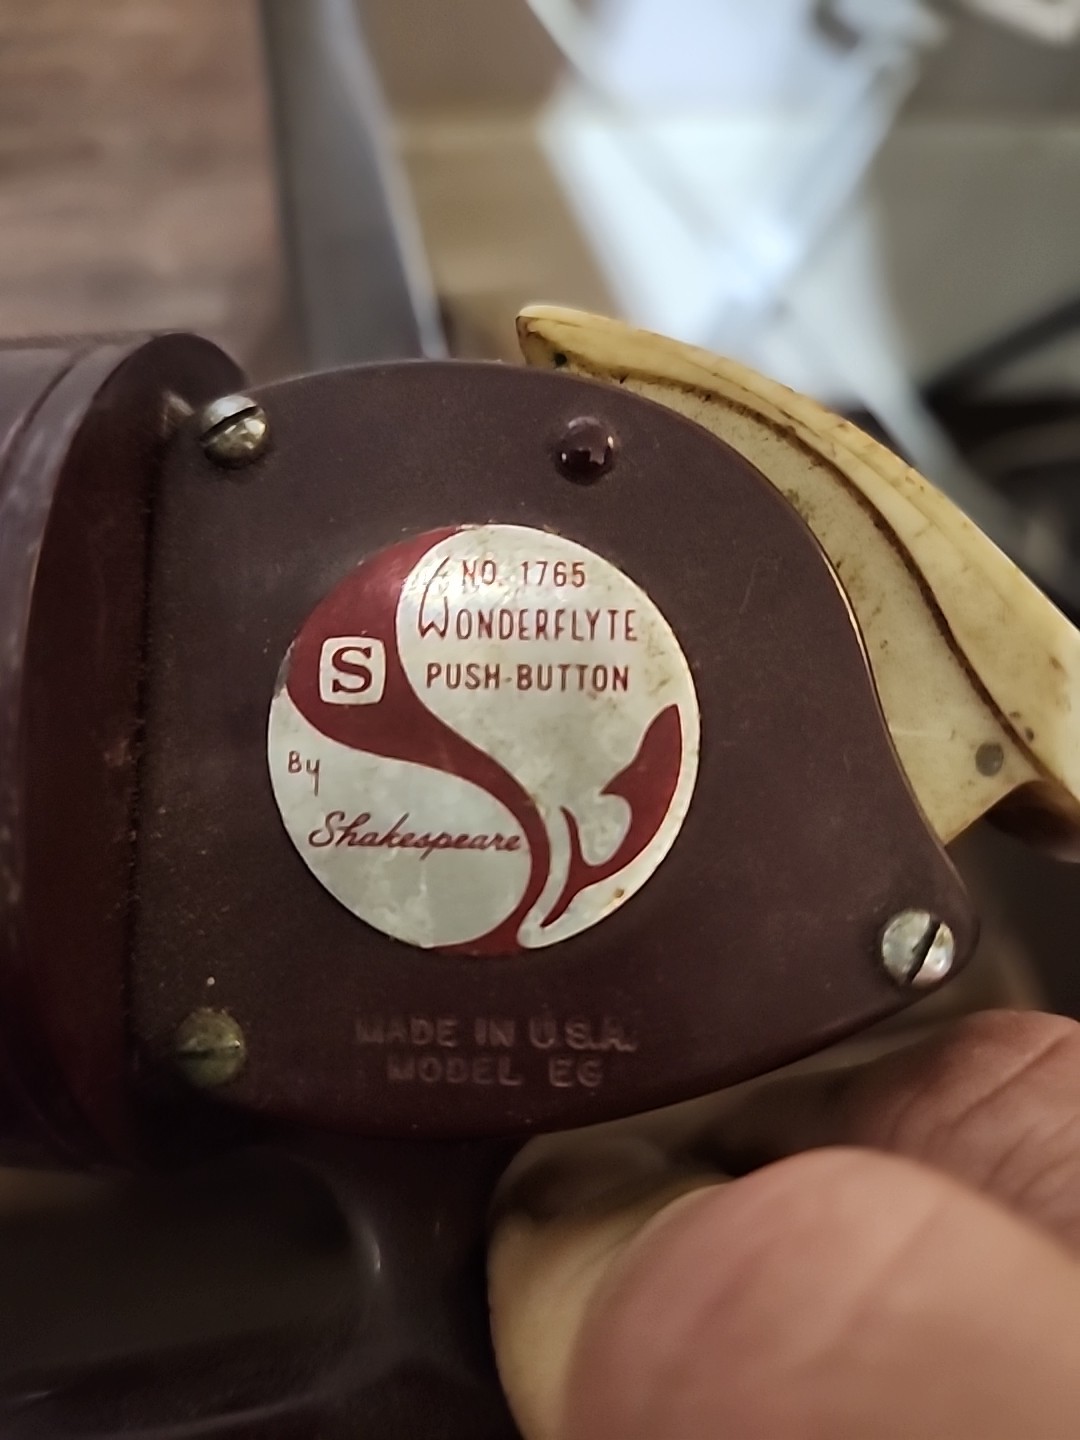 NO. 1765
WONDERFLYTE
PUSH-BUTTON
S
By
Shakespeare
MADE IN U.S.A.
MODEL EG